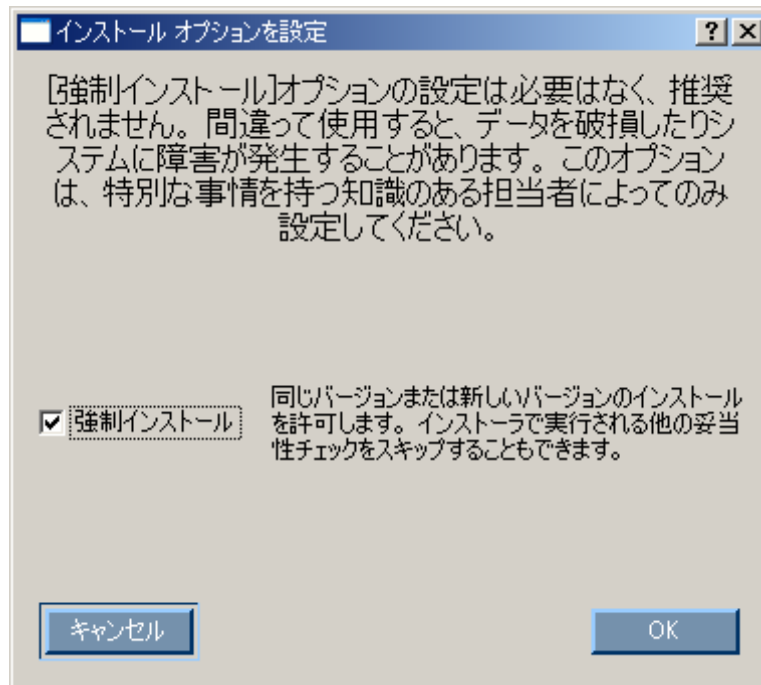 インストール オプションを設定
[強制インストール]オプションの設定は必要はなく、推奨
されません。間違って使用すると、データを破損したりシ
ステムに障害が発生することがあります。このオプション
は、特別な事情を持つ知識のある担当者によってのみ
設定してください。
強制インストール
同じバージョンまたは新しいバージョンのインストール
を許可します。インストーラで実行される他の妥当
性チェックをスキップすることもできます。
キャンセル
OK